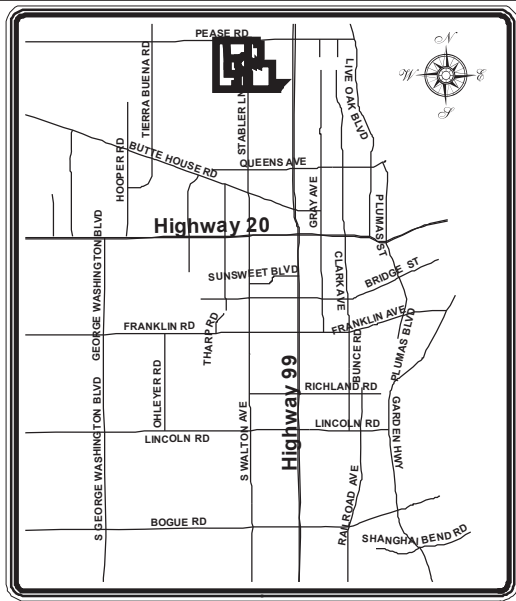 PEASE RD
N
W
E
S
TIERRA BUENA RD
STABLER LN
LIVE OAK BLVD
HOOPER RD
BUTTE HOUSE RD
QUEENS AVE
GRAY AVE
PLUMAS ST
Highway 20
GEORGE WASHINGTON BLVD
SUNSWEET BLVD
CLARK AVE
BRIDGE ST
FRANKLIN RD
THARP RD
FRANKLIN AVE
BUNCE RD
PLUMAS BLVD
OHLEYER RD
Highway 99
RICHLAND RD
S GEORGE WASHINGTON BLVD
S WALTON AVE
LINCOLN RD
LINCOLN RD
GARDEN HWY
BOGUE RD
RAILROAD AVE
SHANGHAI BEND RD